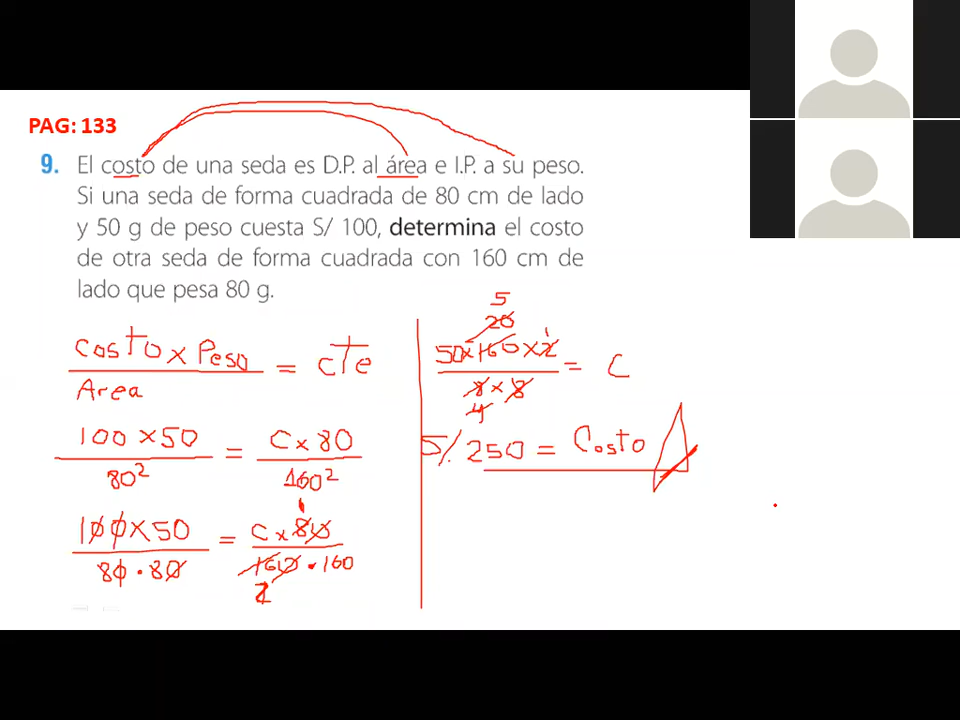 PAG: 133
9. El costo de una seda es D.P. al área e I.P. a su peso.
Si una seda de forma cuadrada de 80 cm de lado
y 50 g de peso cuesta S/ 100, determina el costo
de otra seda de forma cuadrada con 160 cm de
lado que pesa 80 g.
Costo x Peso / Area = cte
100 x 50 / 80² = C x 80 / 160²
100 x 50 / 80 · 80 = C x 80 / 160 · 160
1
2
5
20
50 x 160 x 2 / 8 x 8 = C
1
4
S/. 250 = Costo